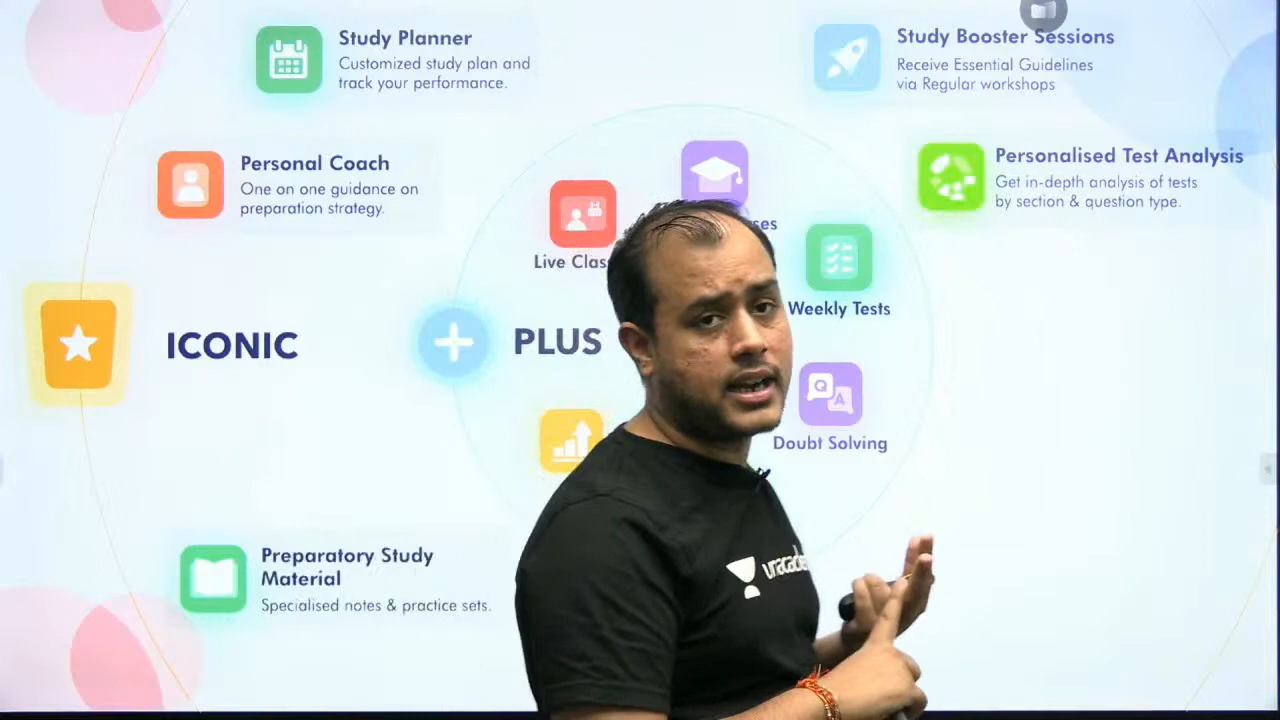 Study Planner
Customized study plan and
track your performance.
Study Booster Sessions
Receive Essential Guidelines
via Regular workshops
Personal Coach
One on one guidance on
preparation strategy.
Personalised Test Analysis
Get in-depth analysis of tests
by section & question type.
Live
Weekly Tests
ICONIC
PLUS
Q
A
Doubt Solving
Preparatory Study
Material
Specialised notes & practice sets.